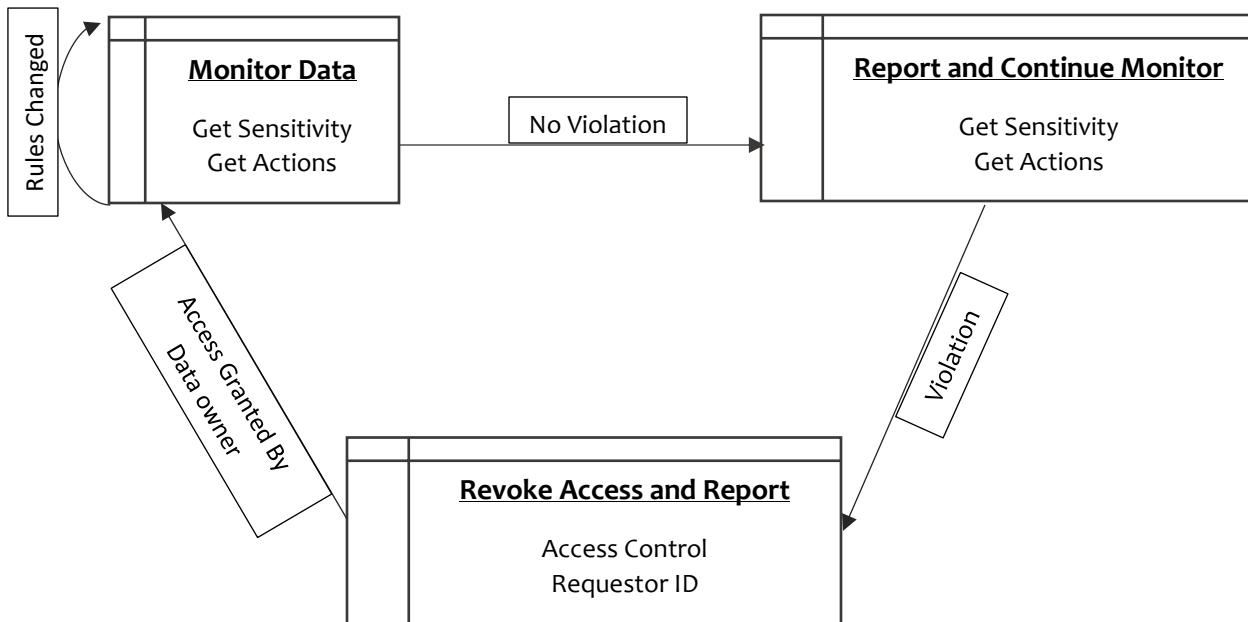 Rules Changed
Monitor Data
Get Sensitivity
Get Actions
No Violation
Report and Continue Monitor
Get Sensitivity
Get Actions
Access Granted By
Data owner
Violation
Revoke Access and Report
Access Control
Requestor ID